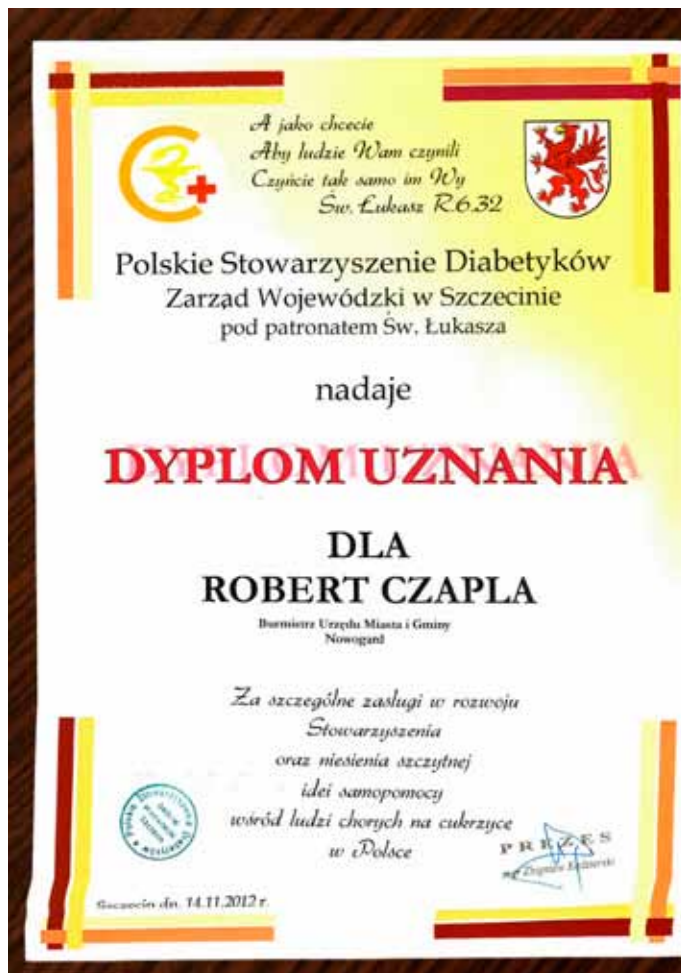 A jako chcecie
Aby ludzie Wam czynili
Czyńcie tak samo im Wy
Św. Łukasz R.6.32
Polskie Stowarzyszenie Diabetyków
Zarząd Wojewódzki w Szczecinie
pod patronatem Św. Łukasza
nadaje
DYPLOM UZNANIA
DLA
ROBERT CZAPLA
Burmistrz Urzędu Miasta i Gminy
Nowogard
Za szczególne zasługi w rozwoju
Stowarzyszenia
oraz niesienia szczytnej
idei samopomocy
wśród ludzi chorych na cukrzyce
w Polsce
PREZES
mgr Zbigniew
Szczecin dn. 14.11.2012 r.